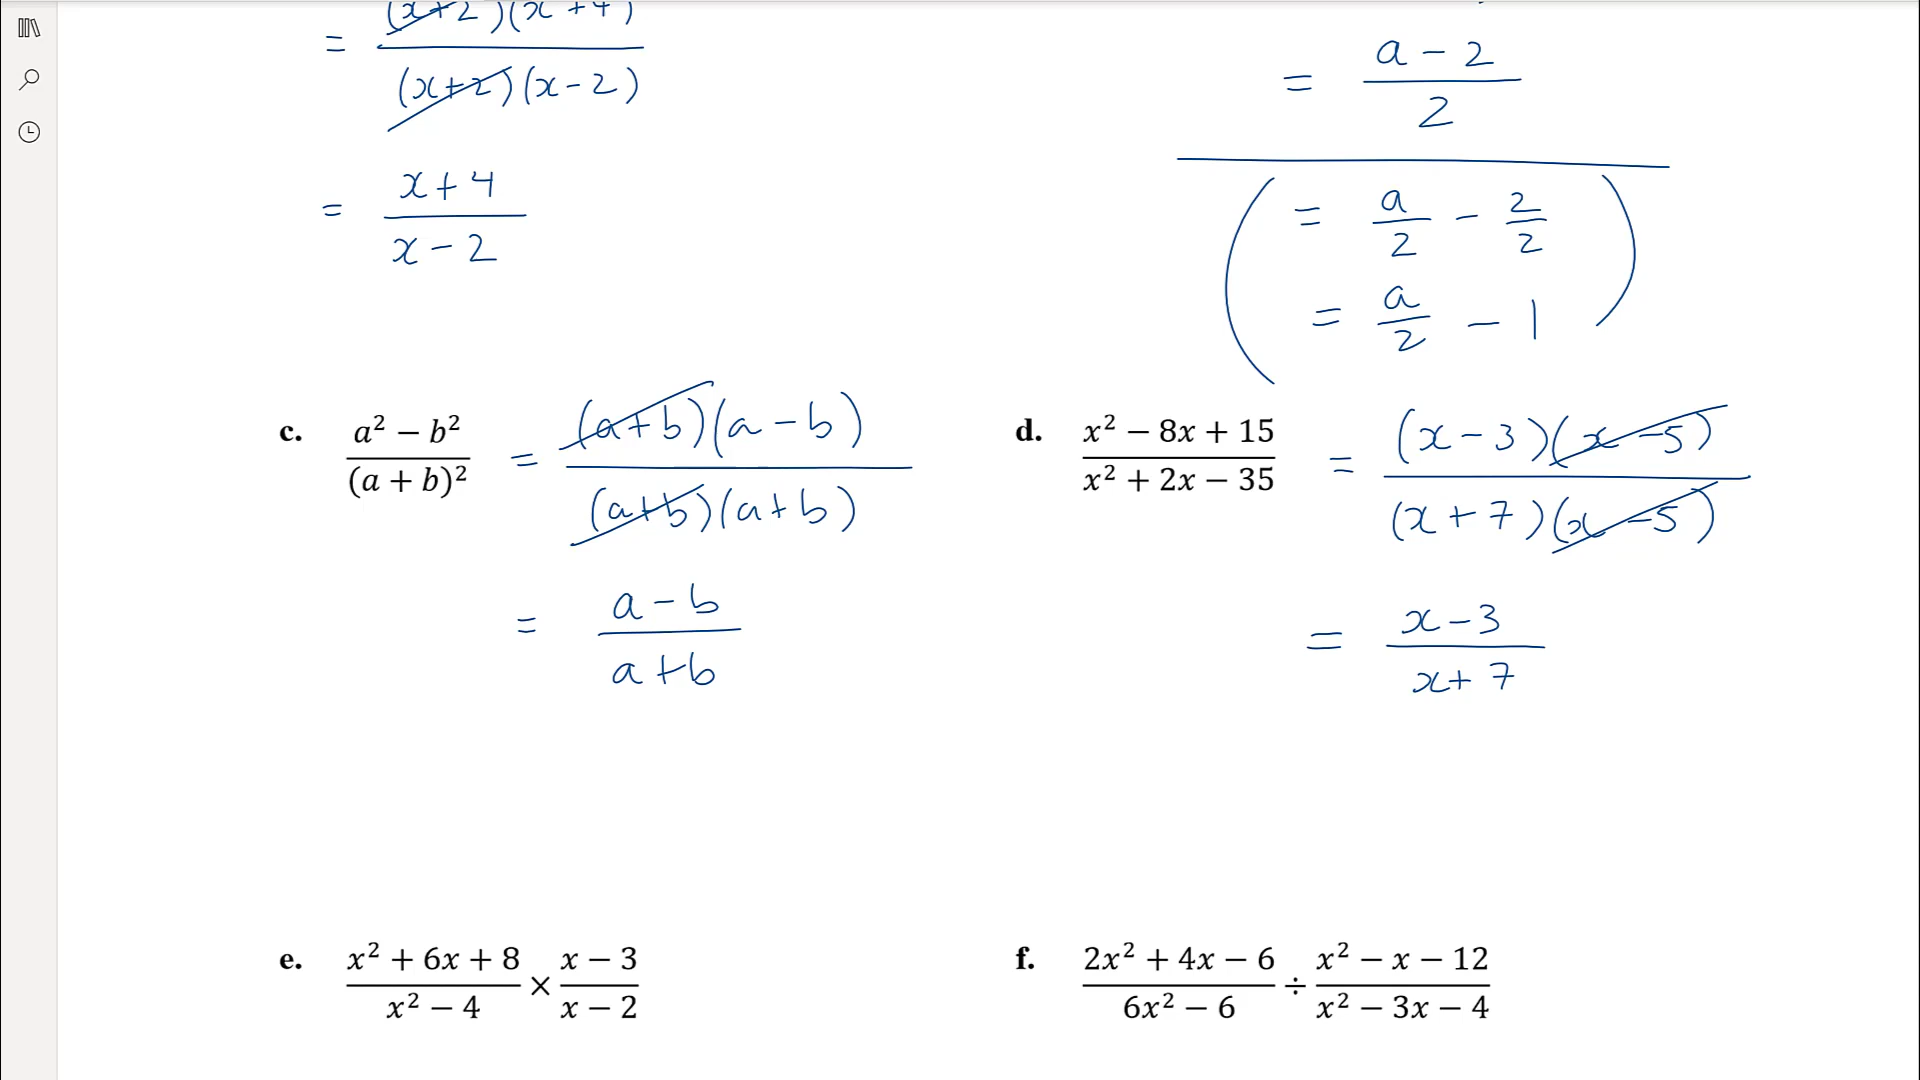 = (x+2)(x+4) / (x+2)(x-2)
= x+4 / x-2
= a-2 / 2
( = a/2 - 2/2
= a/2 - 1 )
c. a² − b² / (a + b)² = (a+b)(a-b) / (a+b)(a+b)
= a-b / a+b
d. x² − 8x + 15 / x² + 2x − 35 = (x-3)(x-5) / (x+7)(x-5)
= x-3 / x+7
e. x² + 6x + 8 / x² − 4 × x − 3 / x − 2
f. 2x² + 4x − 6 / 6x² − 6 ÷ x² − x − 12 / x² − 3x − 4